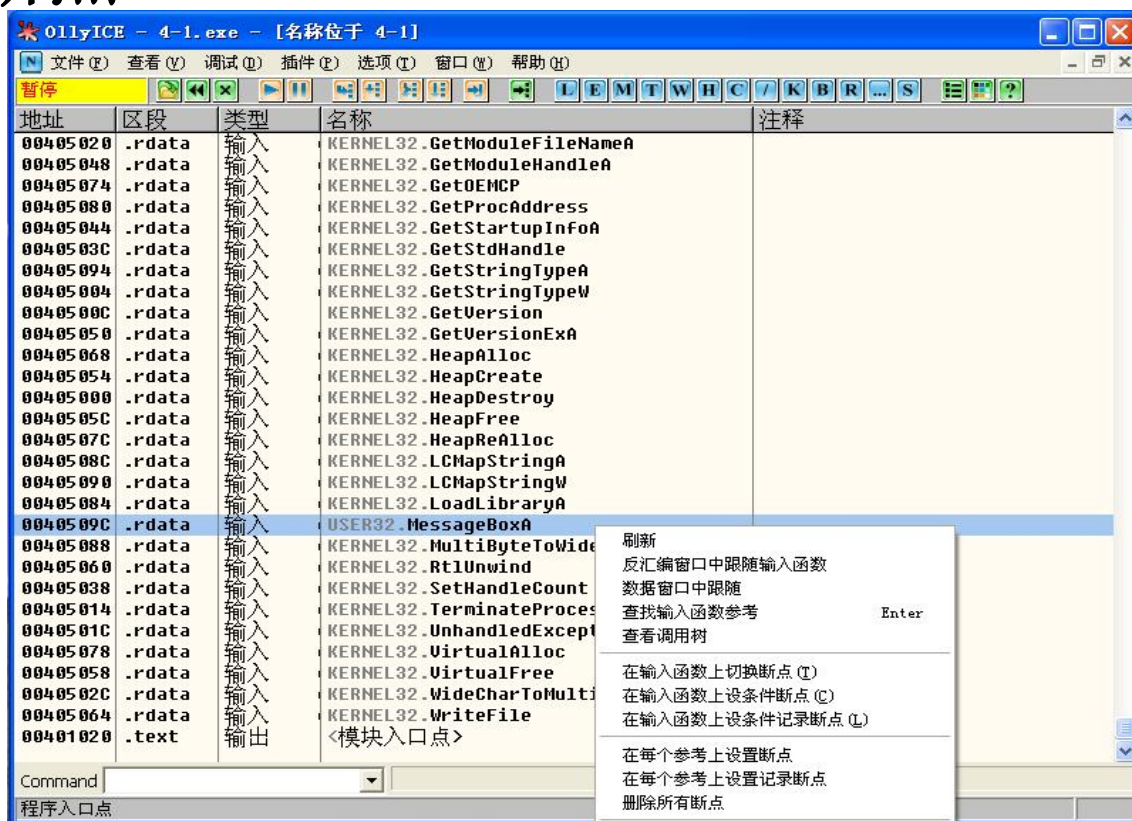 OllyICE - 4-1.exe - [名称位于 4-1]
文件(F) 查看(V) 调试(D) 插件(P) 选项(T) 窗口(W) 帮助(H)
暂停 L E M T W H C / K B R ... S ?
地址 区段 类型 名称 注释
00405020 .rdata 输入 KERNEL32.GetModuleFileNameA
00405048 .rdata 输入 KERNEL32.GetModuleHandleA
00405074 .rdata 输入 KERNEL32.GetOEMCP
00405080 .rdata 输入 KERNEL32.GetProcAddress
00405044 .rdata 输入 KERNEL32.GetStartupInfoA
0040503C .rdata 输入 KERNEL32.GetStdHandle
00405094 .rdata 输入 KERNEL32.GetStringTypeA
00405004 .rdata 输入 KERNEL32.GetStringTypeW
0040500C .rdata 输入 KERNEL32.GetVersion
00405050 .rdata 输入 KERNEL32.GetVersionExA
00405068 .rdata 输入 KERNEL32.HeapAlloc
00405054 .rdata 输入 KERNEL32.HeapCreate
00405000 .rdata 输入 KERNEL32.HeapDestroy
0040505C .rdata 输入 KERNEL32.HeapFree
0040507C .rdata 输入 KERNEL32.HeapReAlloc
0040508C .rdata 输入 KERNEL32.LCMapStringA
00405090 .rdata 输入 KERNEL32.LCMapStringW
00405084 .rdata 输入 KERNEL32.LoadLibraryA
0040509C .rdata 输入 USER32.MessageBoxA
00405088 .rdata 输入 KERNEL32.MultiByteToWide
00405060 .rdata 输入 KERNEL32.RtlUnwind
00405038 .rdata 输入 KERNEL32.SetHandleCount
00405014 .rdata 输入 KERNEL32.TerminateProces
0040501C .rdata 输入 KERNEL32.UnhandledExcept
00405078 .rdata 输入 KERNEL32.VirtualAlloc
00405058 .rdata 输入 KERNEL32.VirtualFree
0040502C .rdata 输入 KERNEL32.WideCharToMulti
00405064 .rdata 输入 KERNEL32.WriteFile
00401020 .text 输出 <模块入口点>
刷新
反汇编窗口中跟随输入函数
数据窗口中跟随
查找输入函数参考 Enter
查看调用树
在输入函数上切换断点(T)
在输入函数上设条件断点(C)
在输入函数上设条件记录断点(L)
在每个参考上设置断点
在每个参考上设置记录断点
删除所有断点
Command
程序入口点